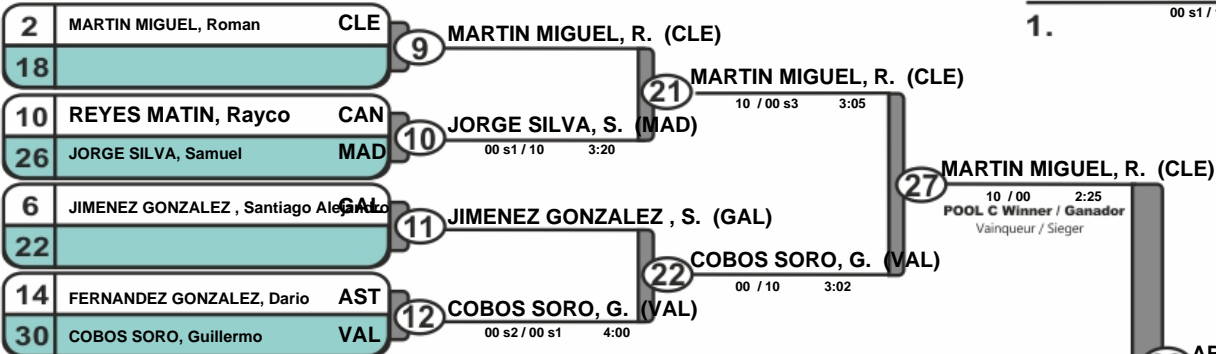 2 MARTIN MIGUEL, Roman CLE
18
9
MARTIN MIGUEL, R. (CLE)
10 REYES MATIN, Rayco CAN
26 JORGE SILVA, Samuel MAD
10
JORGE SILVA, S. (MAD)
00 s1 / 10 3:20
21
MARTIN MIGUEL, R. (CLE)
10 / 00 s3 3:05
6 JIMENEZ GONZALEZ , Santiago Alejandro GAL
22
11
JIMENEZ GONZALEZ , S. (GAL)
14 FERNANDEZ GONZALEZ, Dario AST
30 COBOS SORO, Guillermo VAL
12
COBOS SORO, G. (VAL)
00 s2 / 00 s1 4:00
22
COBOS SORO, G. (VAL)
00 / 10 3:02
27
MARTIN MIGUEL, R. (CLE)
10 / 00 2:25
POOL C Winner / Ganador
Vainqueur / Sieger
00 s1 /
1.